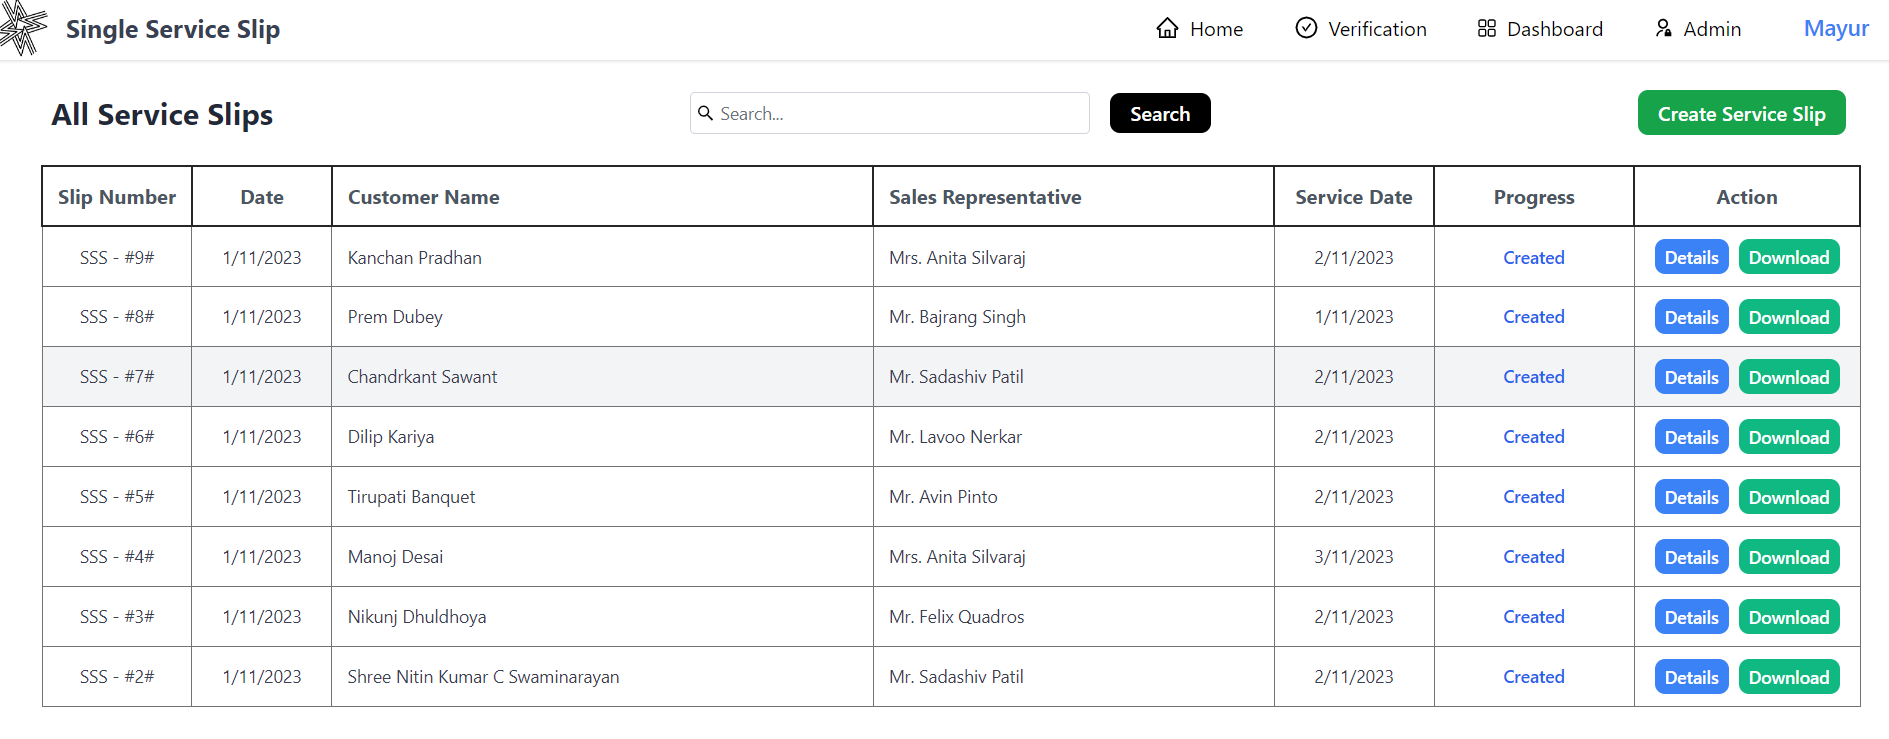 Single Service Slip Home Verification Dashboard Admin Mayur
All Service Slips Search... Search Create Service Slip
Slip Number Date Customer Name Sales Representative Service Date Progress Action
SSS - #9# 1/11/2023 Kanchan Pradhan Mrs. Anita Silvaraj 2/11/2023 Created Details Download
SSS - #8# 1/11/2023 Prem Dubey Mr. Bajrang Singh 1/11/2023 Created Details Download
SSS - #7# 1/11/2023 Chandrkant Sawant Mr. Sadashiv Patil 2/11/2023 Created Details Download
SSS - #6# 1/11/2023 Dilip Kariya Mr. Lavoo Nerkar 2/11/2023 Created Details Download
SSS - #5# 1/11/2023 Tirupati Banquet Mr. Avin Pinto 2/11/2023 Created Details Download
SSS - #4# 1/11/2023 Manoj Desai Mrs. Anita Silvaraj 3/11/2023 Created Details Download
SSS - #3# 1/11/2023 Nikunj Dhuldhoya Mr. Felix Quadros 2/11/2023 Created Details Download
SSS - #2# 1/11/2023 Shree Nitin Kumar C Swaminarayan Mr. Sadashiv Patil 2/11/2023 Created Details Download